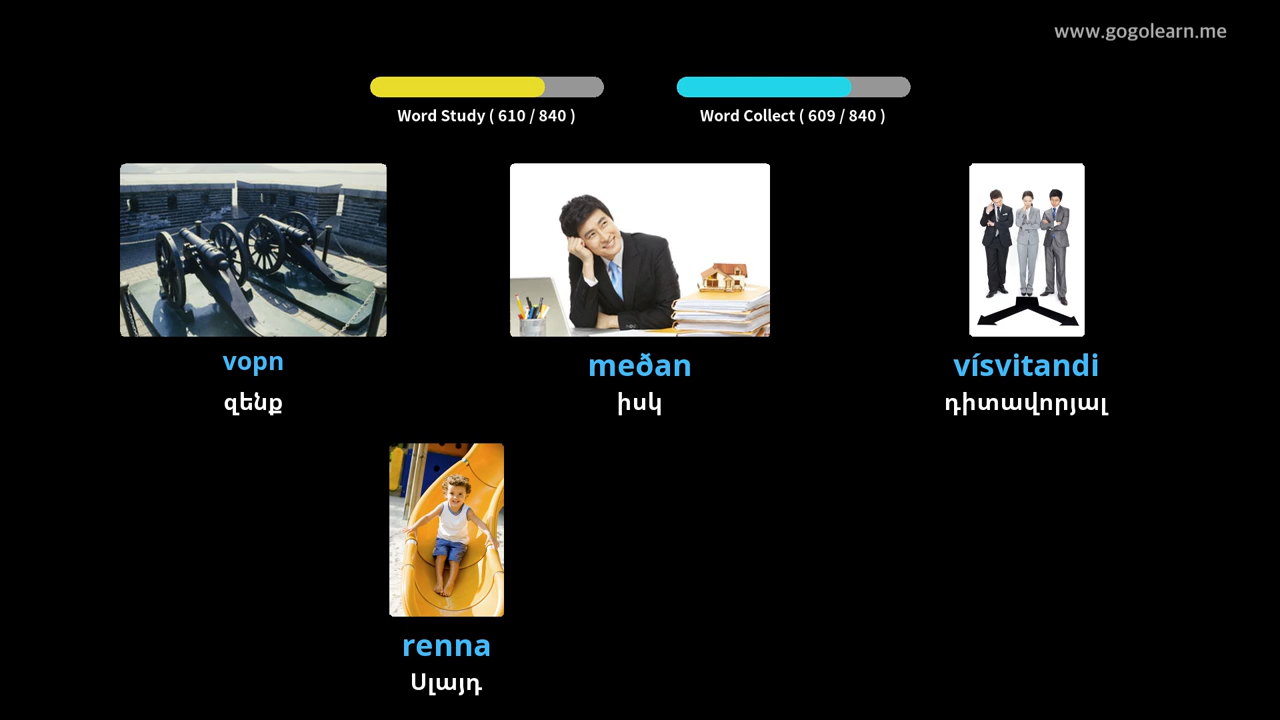 www.gogolearn.me
Word Study ( 610 / 840 )
Word Collect ( 609 / 840 )
vopn
զենք
meðan
իսկ
vísvitandi
դիտավորյալ
renna
Սլայդ